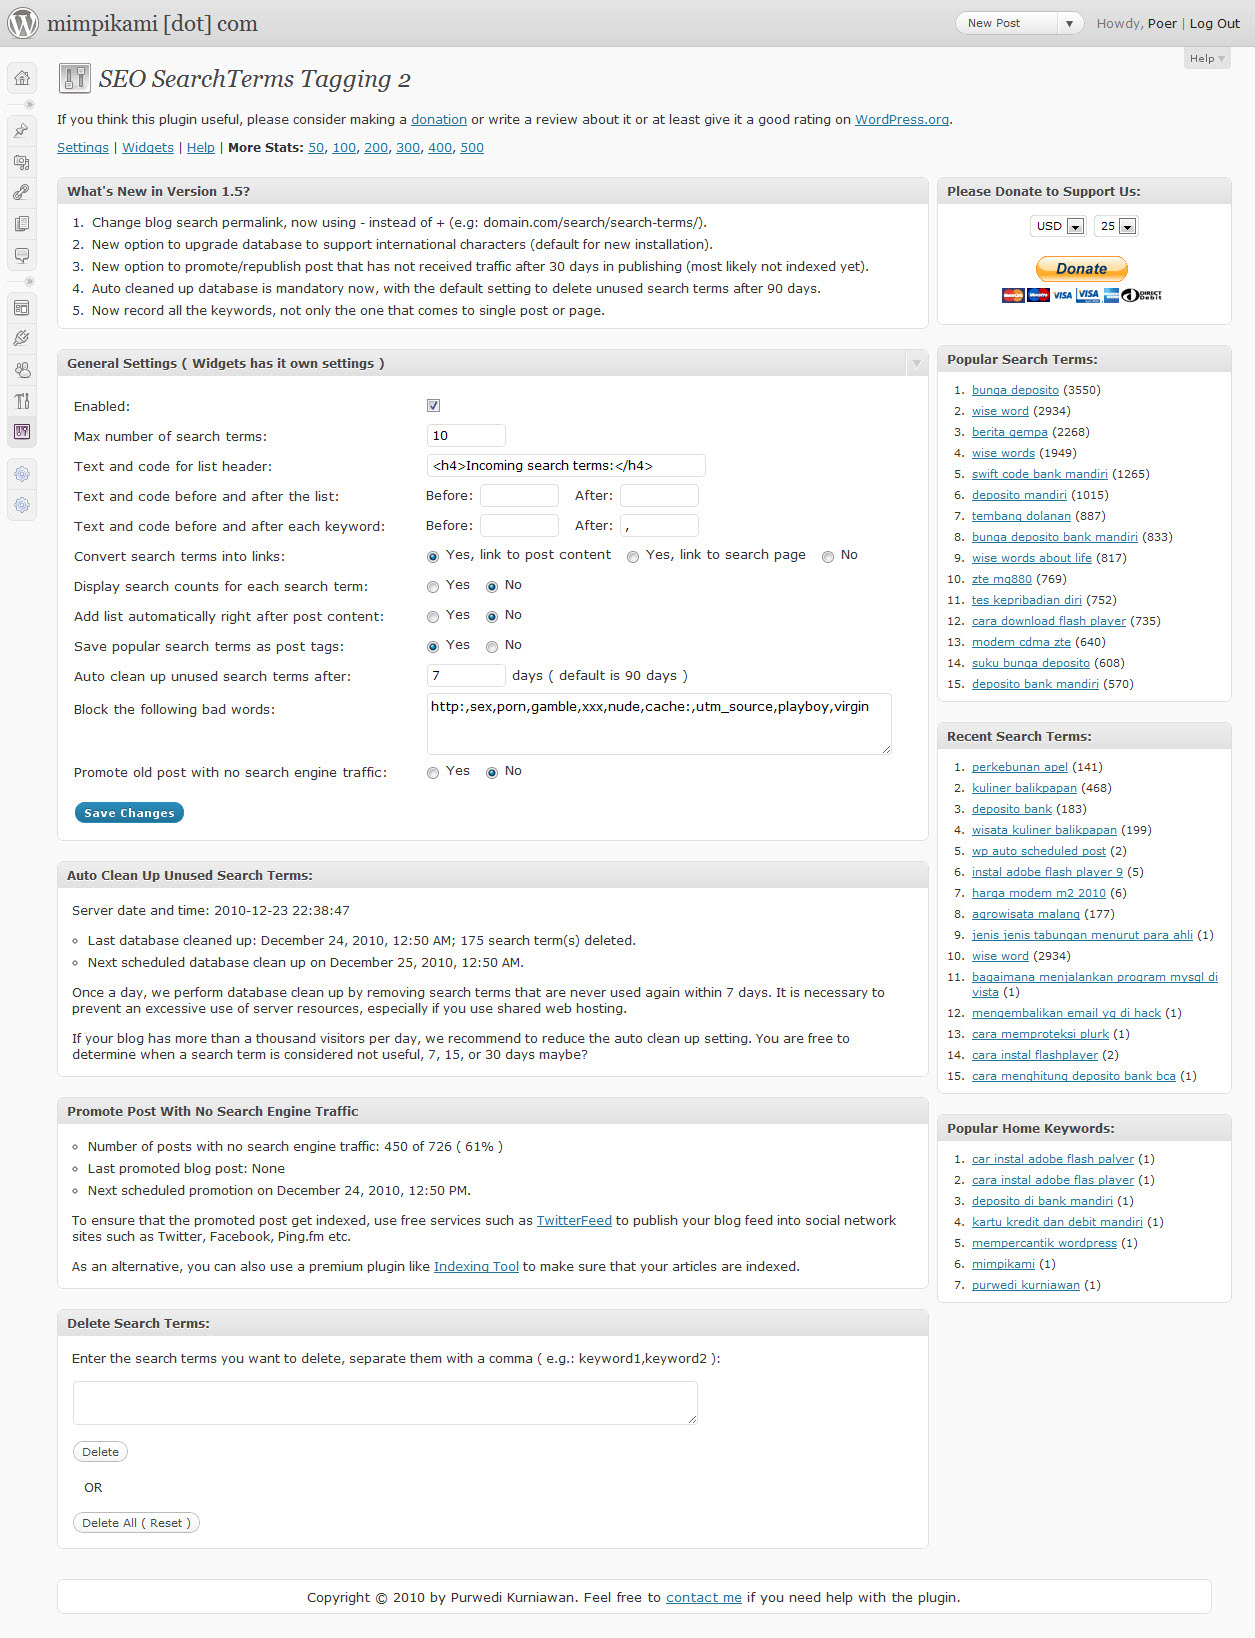 mimpikami [dot] com
New Post
Howdy, Poer | Log Out
Help
SEO SearchTerms Tagging 2
If you think this plugin useful, please consider making a donation or write a review about it or at least give it a good rating on WordPress.org.
Settings | Widgets | Help | More Stats: 50, 100, 200, 300, 400, 500
What's New in Version 1.5?
1. Change blog search permalink, now using - instead of + (e.g: domain.com/search/search-terms/).
2. New option to upgrade database to support international characters (default for new installation).
3. New option to promote/republish post that has not received traffic after 30 days in publishing (most likely not indexed yet).
4. Auto cleaned up database is mandatory now, with the default setting to delete unused search terms after 90 days.
5. Now record all the keywords, not only the one that comes to single post or page.
General Settings ( Widgets has it own settings )
Enabled:
Max number of search terms: 10
Text and code for list header: <h4>Incoming search terms:</h4>
Text and code before and after the list: Before: After:
Text and code before and after each keyword: Before: After: ,
Convert search terms into links: Yes, link to post content Yes, link to search page No
Display search counts for each search term: Yes No
Add list automatically right after post content: Yes No
Save popular search terms as post tags: Yes No
Auto clean up unused search terms after: 7 days ( default is 90 days )
Block the following bad words: http:,sex,porn,gamble,xxx,nude,cache:,utm_source,playboy,virgin
Promote old post with no search engine traffic: Yes No
Save Changes
Auto Clean Up Unused Search Terms:
Server date and time: 2010-12-23 22:38:47
Last database cleaned up: December 24, 2010, 12:50 AM; 175 search term(s) deleted.
Next scheduled database clean up on December 25, 2010, 12:50 AM.
Once a day, we perform database clean up by removing search terms that are never used again within 7 days. It is necessary to
prevent an excessive use of server resources, especially if you use shared web hosting.
If your blog has more than a thousand visitors per day, we recommend to reduce the auto clean up setting. You are free to
determine when a search term is considered not useful, 7, 15, or 30 days maybe?
Promote Post With No Search Engine Traffic
Number of posts with no search engine traffic: 450 of 726 ( 61% )
Last promoted blog post: None
Next scheduled promotion on December 24, 2010, 12:50 PM.
To ensure that the promoted post get indexed, use free services such as TwitterFeed to publish your blog feed into social network
sites such as Twitter, Facebook, Ping.fm etc.
As an alternative, you can also use a premium plugin like Indexing Tool to make sure that your articles are indexed.
Delete Search Terms:
Enter the search terms you want to delete, separate them with a comma ( e.g.: keyword1,keyword2 ):
Delete
OR
Delete All ( Reset )
Please Donate to Support Us:
USD 25
Donate
VISA VISA DIRECT Debit
Popular Search Terms:
1. bunga deposito (3550)
2. wise word (2934)
3. berita gempa (2268)
4. wise words (1949)
5. swift code bank mandiri (1265)
6. deposito mandiri (1015)
7. tembang dolanan (887)
8. bunga deposito bank mandiri (833)
9. wise words about life (817)
10. zte mg880 (769)
11. tes kepribadian diri (752)
12. cara download flash player (735)
13. modem cdma zte (640)
14. suku bunga deposito (608)
15. deposito bank mandiri (570)
Recent Search Terms:
1. perkebunan apel (141)
2. kuliner balikpapan (468)
3. deposito bank (183)
4. wisata kuliner balikpapan (199)
5. wp auto scheduled post (2)
6. instal adobe flash player 9 (5)
7. harga modem m2 2010 (6)
8. agrowisata malang (177)
9. jenis jenis tabungan menurut para ahli (1)
10. wise word (2934)
11. bagaimana menjalankan program mysql di
vista (1)
12. mengembalikan email yg di hack (1)
13. cara memproteksi plurk (1)
14. cara instal flashplayer (2)
15. cara menghitung deposito bank bca (1)
Popular Home Keywords:
1. car instal adobe flash palyer (1)
2. cara instal adobe flas player (1)
3. deposito di bank mandiri (1)
4. kartu kredit dan debit mandiri (1)
5. mempercantik wordpress (1)
6. mimpikami (1)
7. purwedi kurniawan (1)
Copyright © 2010 by Purwedi Kurniawan. Feel free to contact me if you need help with the plugin.